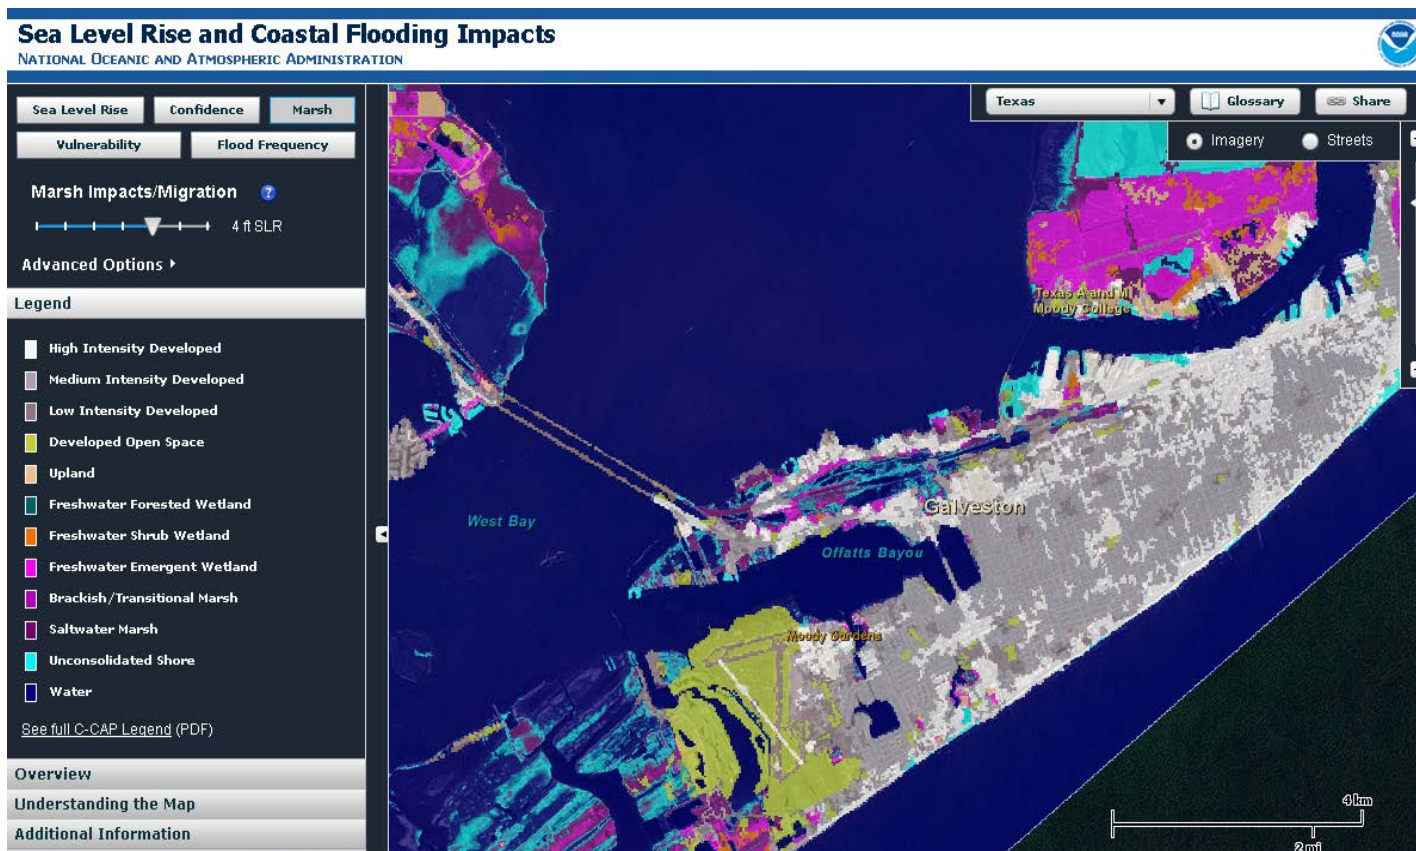 Sea Level Rise and Coastal Flooding Impacts
NATIONAL OCEANIC AND ATMOSPHERIC ADMINISTRATION
NOAA
Sea Level Rise
Confidence
Marsh
Vulnerability
Flood Frequency
Marsh Impacts/Migration ?
4 ft SLR
Advanced Options
Legend
High Intensity Developed
Medium Intensity Developed
Low Intensity Developed
Developed Open Space
Upland
Freshwater Forested Wetland
Freshwater Shrub Wetland
Freshwater Emergent Wetland
Brackish/Transitional Marsh
Saltwater Marsh
Unconsolidated Shore
Water
See full C-CAP Legend (PDF)
Overview
Understanding the Map
Additional Information
Texas
Glossary
Share
Imagery
Streets
Texas A and M
Moody College
Galveston
West Bay
Offatts Bayou
Moody Gardens
4 km
2 mi